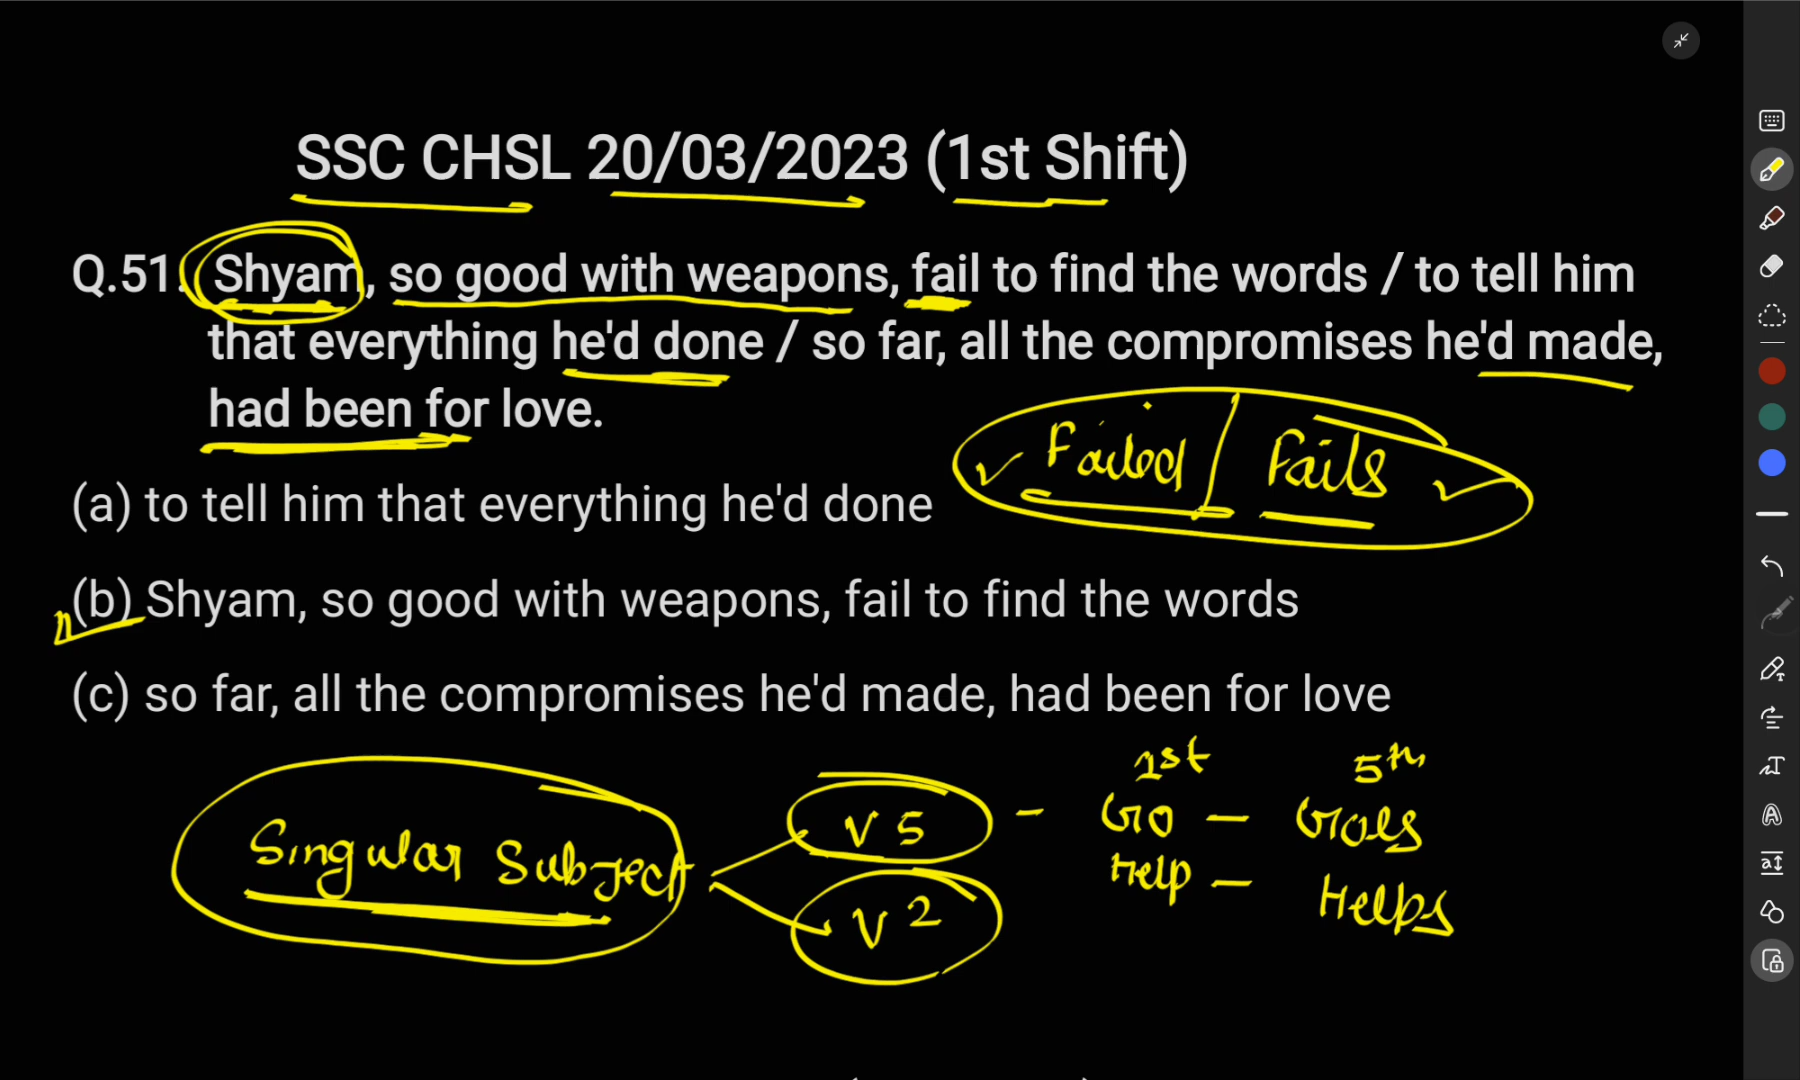 SSC CHSL 20/03/2023 (1st Shift)
Q.51. Shyam, so good with weapons, fail to find the words / to tell him
that everything he'd done / so far, all the compromises he'd made,
had been for love.
Failed / Fails
(a) to tell him that everything he'd done
(b) Shyam, so good with weapons, fail to find the words
(c) so far, all the compromises he'd made, had been for love
1st 5th
Singular Subject V5 - Go - Goes
Help - Helps
V2